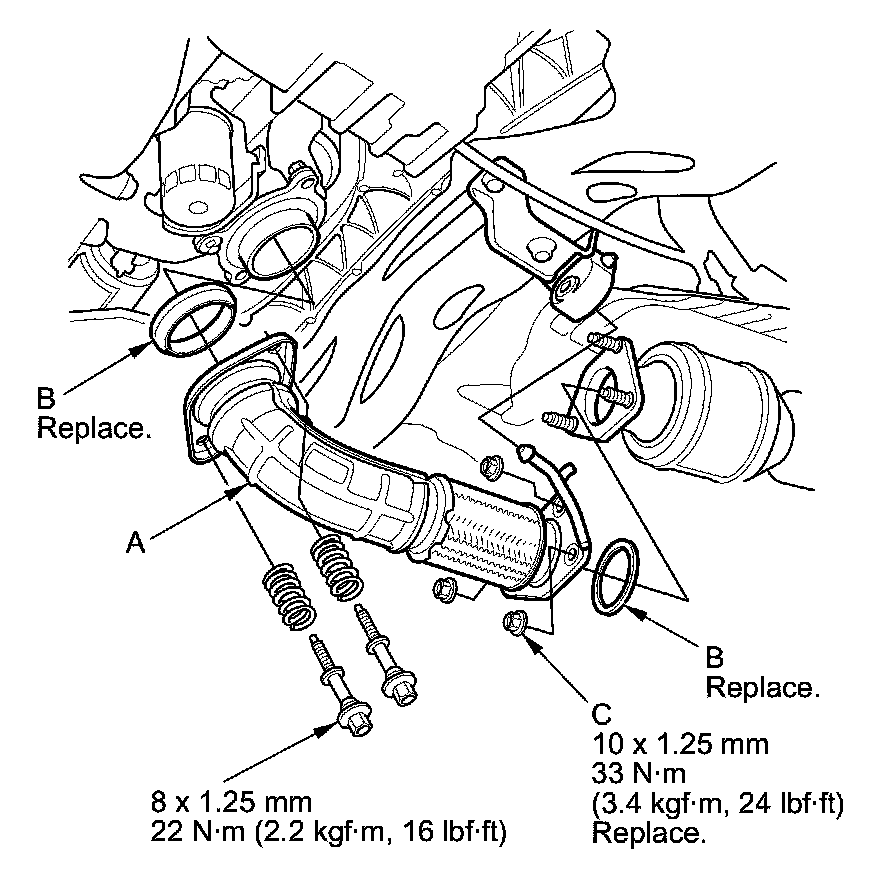 B
Replace.
A
B
Replace.
C
10 x 1.25 mm
33 N·m
(3.4 kgf·m, 24 lbf·ft)
Replace.
8 x 1.25 mm
22 N·m (2.2 kgf·m, 16 lbf·ft)